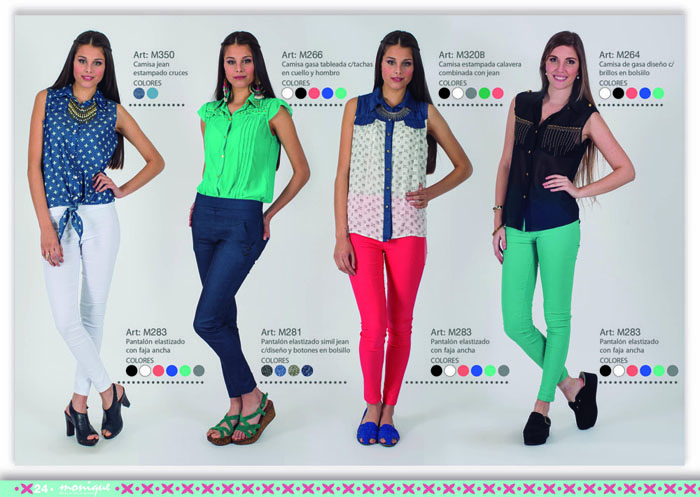 Art: M350
Camisa jean
estampado cruces
COLORES
Art: M266
Camisa gasa tableada c/tachas
en cuello y hombro
COLORES
Art: M320B
Camisa estampada calavera
combinada con jean
COLORES
Art: M264
Camisa de gasa diseño c/
brillos en bolsiilo
COLORES
Art: M283
Pantalón elastizado
con faja ancha
COLORES
Art: M281
Pantalón elastizado simil jean
c/diseño y botones en bolsillo
COLORES
Art: M283
Pantalón elastizado
con faja ancha
COLORES
Art: M283
Pantalón elastizado
con faja ancha
COLORES
24 - monique